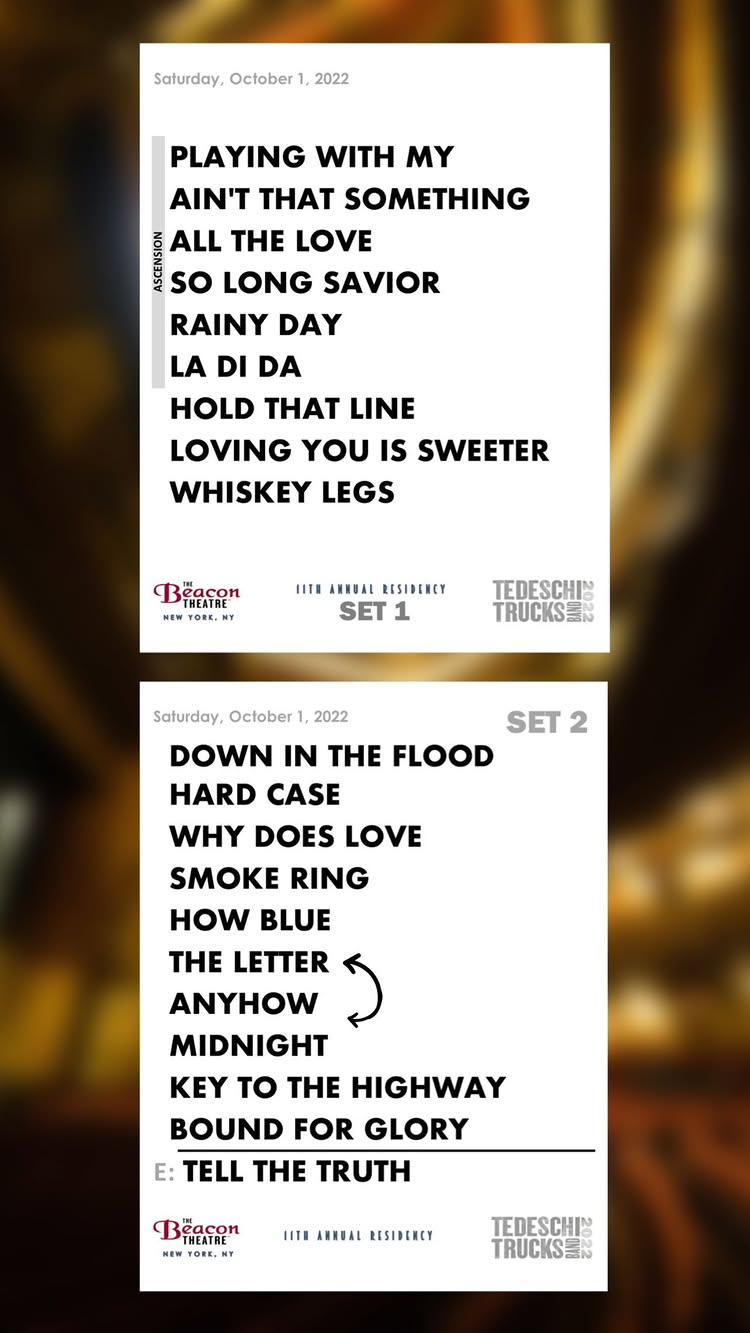 Saturday, October 1, 2022
ASCENSION
PLAYING WITH MY
AIN'T THAT SOMETHING
ALL THE LOVE
SO LONG SAVIOR
RAINY DAY
LA DI DA
HOLD THAT LINE
LOVING YOU IS SWEETER
WHISKEY LEGS
THE
Beacon
THEATRE
NEW YORK, NY
11TH ANNUAL RESIDENCY
SET 1
TEDESCHI
TRUCKS BAND 2022
Saturday, October 1, 2022
SET 2
DOWN IN THE FLOOD
HARD CASE
WHY DOES LOVE
SMOKE RING
HOW BLUE
THE LETTER
ANYHOW
MIDNIGHT
KEY TO THE HIGHWAY
BOUND FOR GLORY
E: TELL THE TRUTH
THE
Beacon
THEATRE
NEW YORK, NY
11TH ANNUAL RESIDENCY
TEDESCHI
TRUCKS BAND 2022